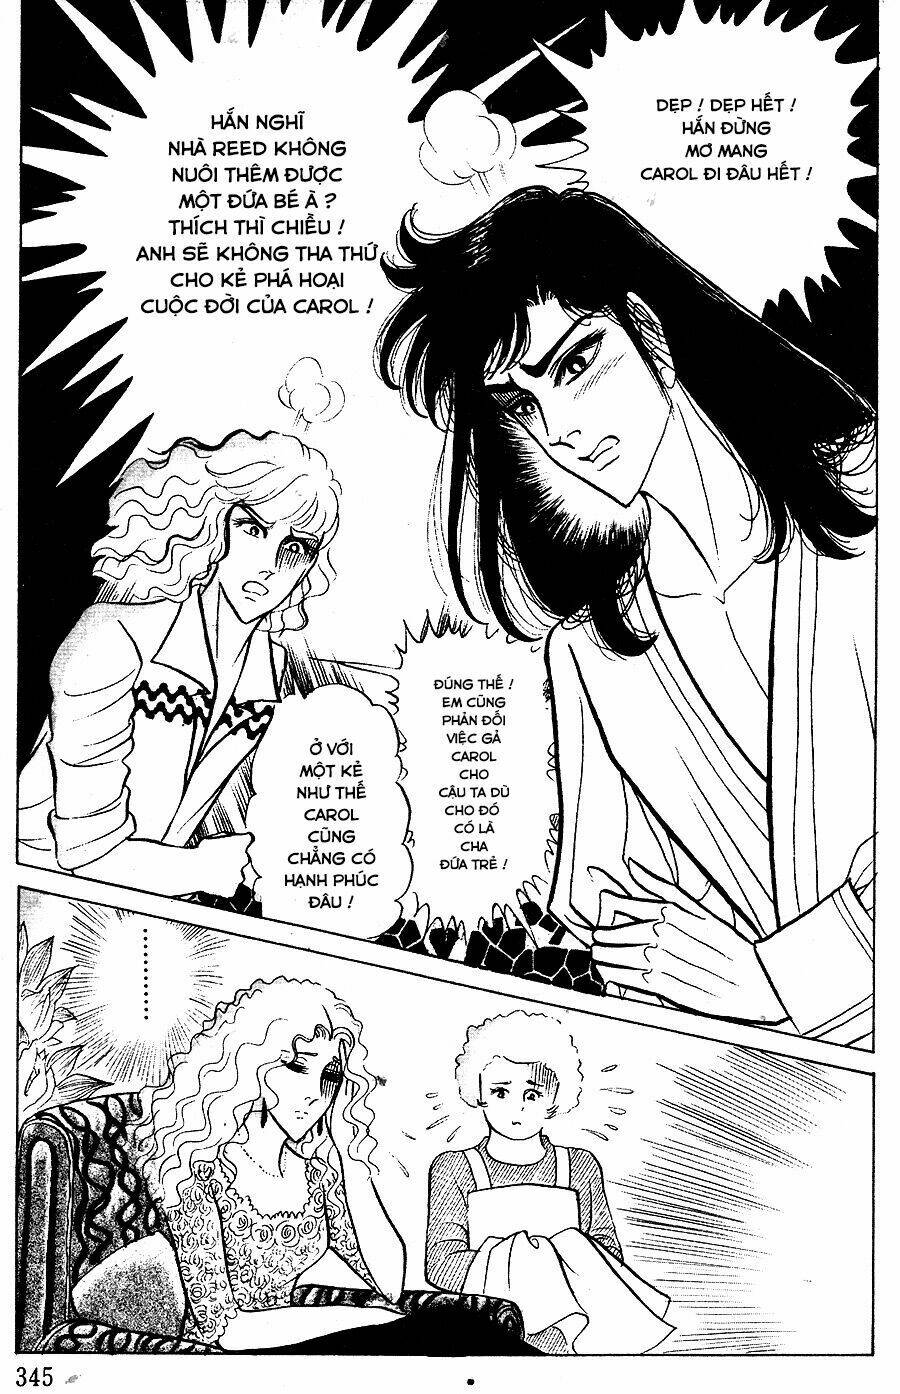 DẸP ! DẸP HẾT !
HẮN ĐỪNG
MƠ MANG
CAROL ĐI ĐÂU HẾT !
HẮN NGHĨ
NHÀ REED KHÔNG
NUÔI THÊM ĐƯỢC
MỘT ĐỨA BÉ À ?
THÍCH THÌ CHIỀU !
ANH SẼ KHÔNG THA THỨ
CHO KẺ PHÁ HOẠI
CUỘC ĐỜI CỦA CAROL !
ĐÚNG THẾ !
EM CŨNG
PHẢN ĐỐI
VIỆC GẢ
CAROL
CHO
CẬU TA DÙ
CHO ĐÓ
CÓ LÀ
CHA
ĐỨA TRẺ !
Ở VỚI
MỘT KẺ
NHƯ THẾ
CAROL
CŨNG
CHẲNG CÓ
HẠNH PHÚC
ĐÂU !
..........
345